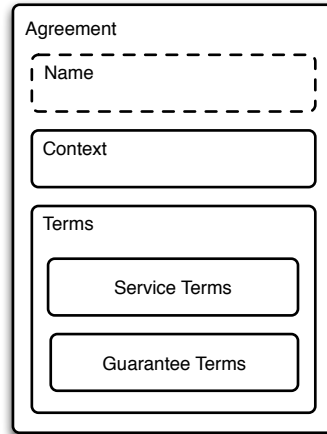 Agreement
Name
Context
Terms
Service Terms
Guarantee Terms